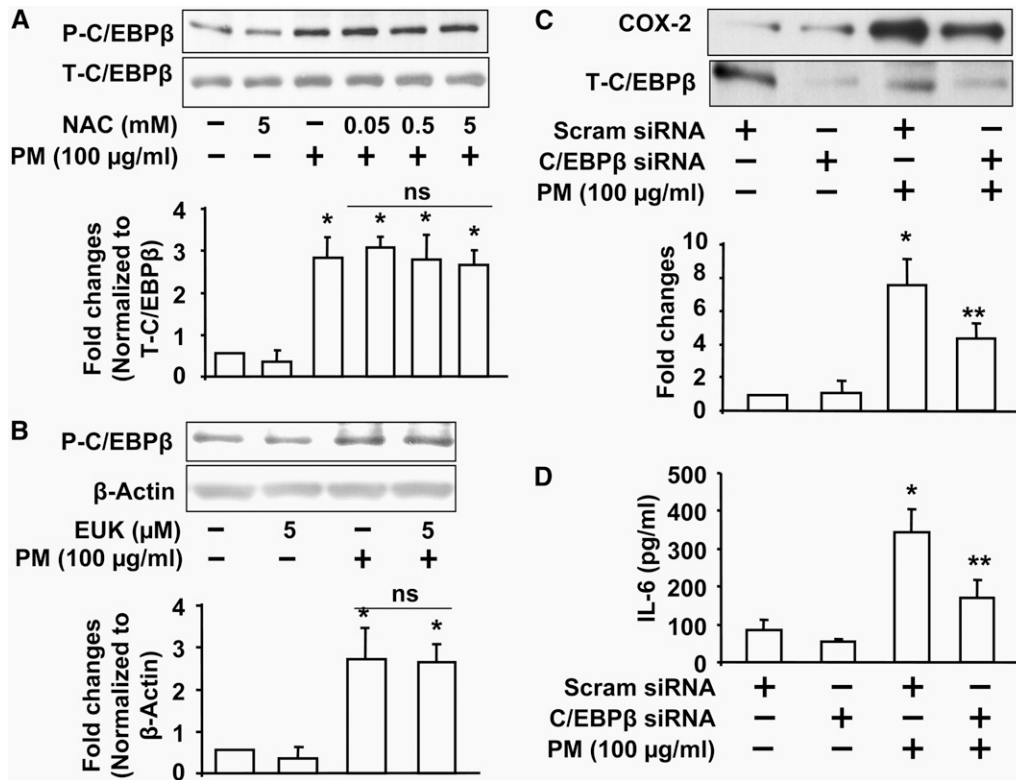 A
P-C/EBPβ
T-C/EBPβ
NAC (mM) – 5 – 0.05 0.5 5
PM (100 µg/ml) – – + + + +
Fold changes
(Normalized to
T-C/EBPβ)
4
3
2
1
0
* * * *
ns
B
P-C/EBPβ
β-Actin
EUK (µM) – 5 – 5
PM (100 µg/ml) – – + +
Fold changes
(Normalized to
β-Actin)
4
3
2
1
0
ns
* *
C
COX-2
T-C/EBPβ
Scram siRNA + – + –
C/EBPβ siRNA – + – +
PM (100 µg/ml) – – + +
Fold changes
10
8
6
4
2
0
*
**
D
IL-6 (pg/ml)
500
400
300
200
100
0
*
**
Scram siRNA + – + –
C/EBPβ siRNA – + – +
PM (100 µg/ml) – – + +